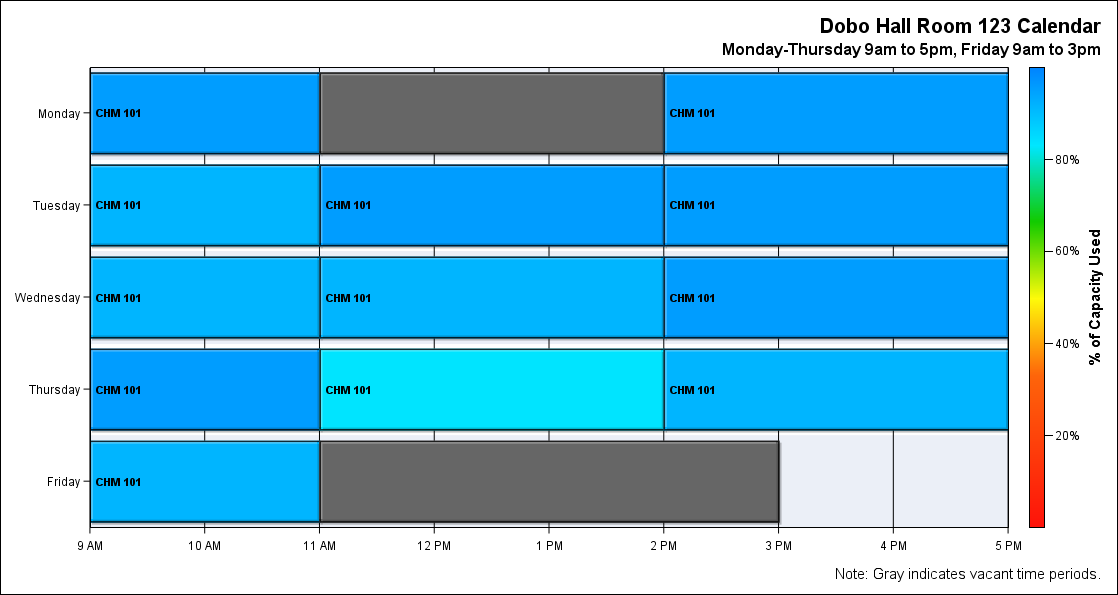 Dobo Hall Room 123 Calendar
Monday-Thursday 9am to 5pm, Friday 9am to 3pm
Monday
CHM 101
CHM 101
Tuesday
CHM 101
CHM 101
CHM 101
Wednesday
CHM 101
CHM 101
CHM 101
Thursday
CHM 101
CHM 101
CHM 101
Friday
CHM 101
9 AM
10 AM
11 AM
12 PM
1 PM
2 PM
3 PM
4 PM
5 PM
80%
60%
40%
20%
% of Capacity Used
Note: Gray indicates vacant time periods.